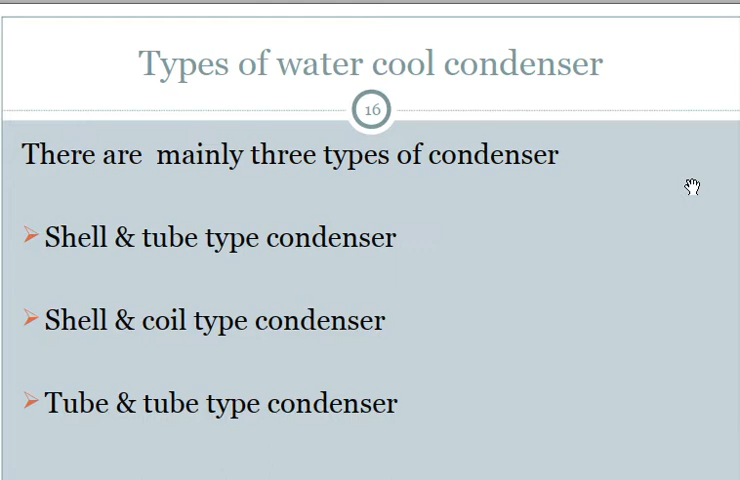 Types of water cool condenser
16
There are mainly three types of condenser
Shell & tube type condenser
Shell & coil type condenser
Tube & tube type condenser